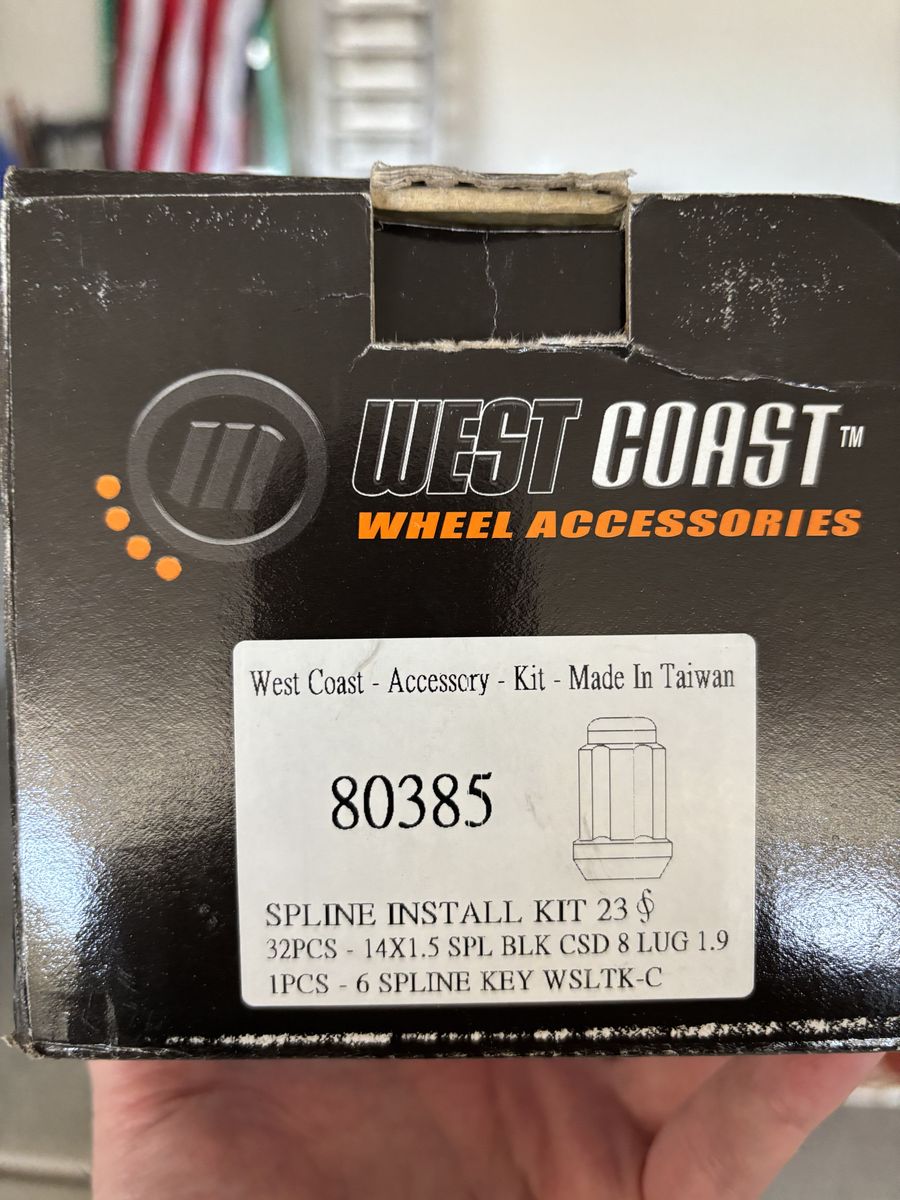 WEST COAST™
WHEEL ACCESSORIES
West Coast - Accessory - Kit - Made In Taiwan
80385
SPLINE INSTALL KIT 23
32PCS - 14X1.5 SPL BLK CSD 8 LUG 1.9
1PCS - 6 SPLINE KEY WSLTK-C